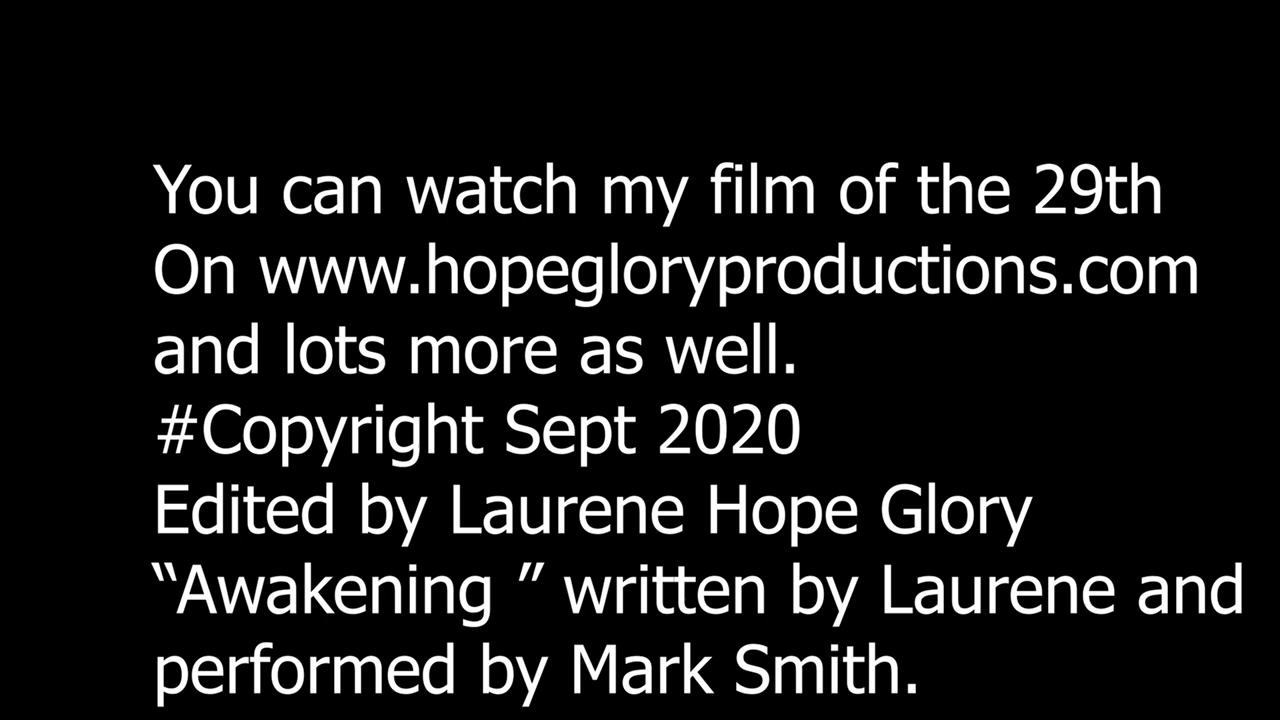 You can watch my film of the 29th
On www.hopegloryproductions.com
and lots more as well.
#Copyright Sept 2020
Edited by Laurene Hope Glory
“Awakening ” written by Laurene and
performed by Mark Smith.